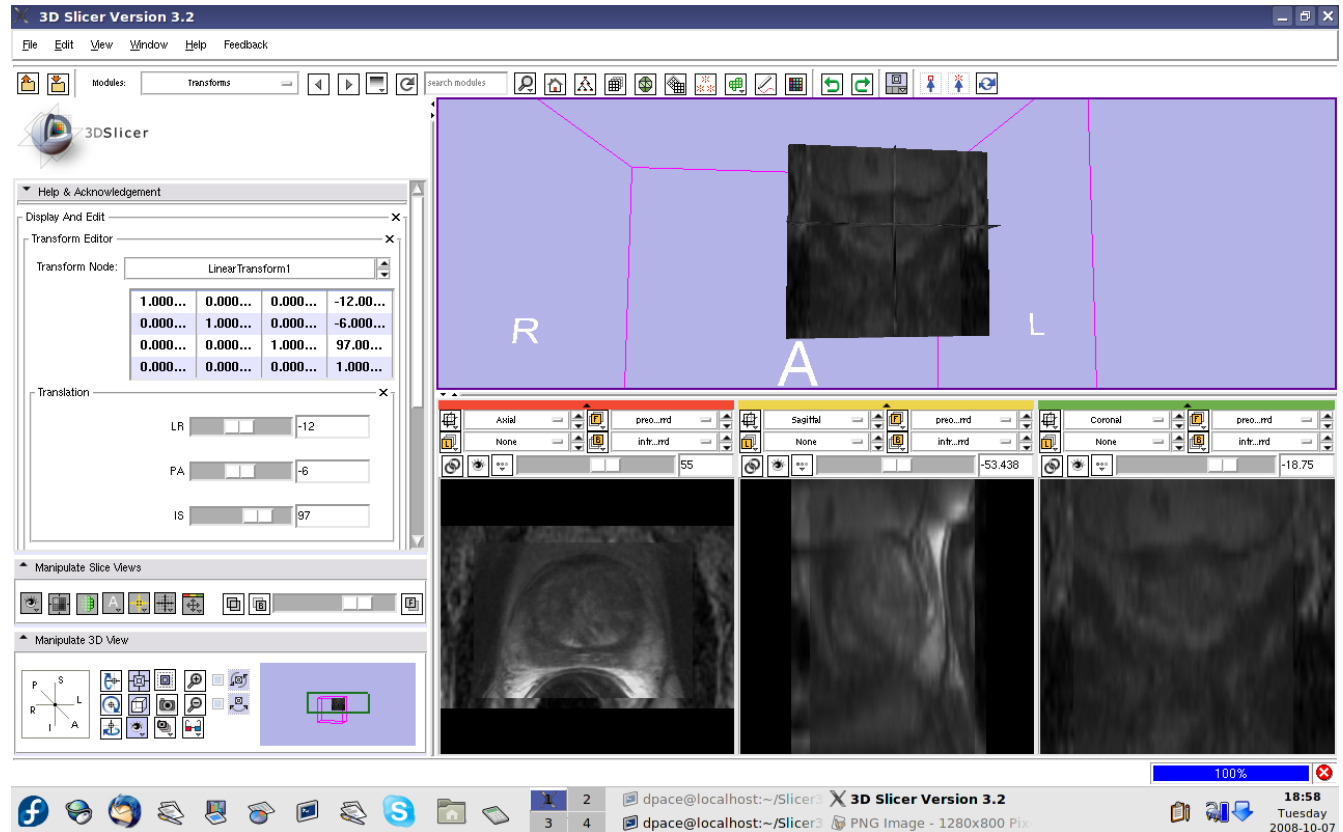 3D Slicer Version 3.2
File Edit View Window Help Feedback
Modules: Transforms search modules
3DSlicer
Help & Acknowledgement
Display And Edit
Transform Editor
Transform Node: LinearTransform1
1.000... 0.000... 0.000... -12.00...
0.000... 1.000... 0.000... -6.000...
0.000... 0.000... 1.000... 97.00...
0.000... 0.000... 0.000... 1.000...
Translation
LR -12
PA -6
IS 97
Manipulate Slice Views
Manipulate 3D View
P S
R L
I A
R A L
Axial preo...rrd
None intr...rrd
55
Sagittal preo...rrd
None intr...rrd
-53.438
Coronal preo...rrd
None intr...rrd
-18.75
100%
1 2
3 4
dpace@localhost:~/Slicer3
3D Slicer Version 3.2
dpace@localhost:~/Slicer3
PNG Image - 1280x800 Pix
18:58
Tuesday
2008-10-07